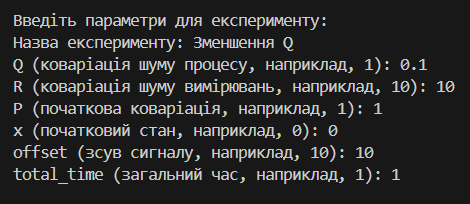 Введіть параметри для експерименту:
Назва експерименту: Зменшення Q
Q (коваріація шуму процесу, наприклад, 1): 0.1
R (коваріація шуму вимірювань, наприклад, 10): 10
P (початкова коваріація, наприклад, 1): 1
x (початковий стан, наприклад, 0): 0
offset (зсув сигналу, наприклад, 10): 10
total_time (загальний час, наприклад, 1): 1